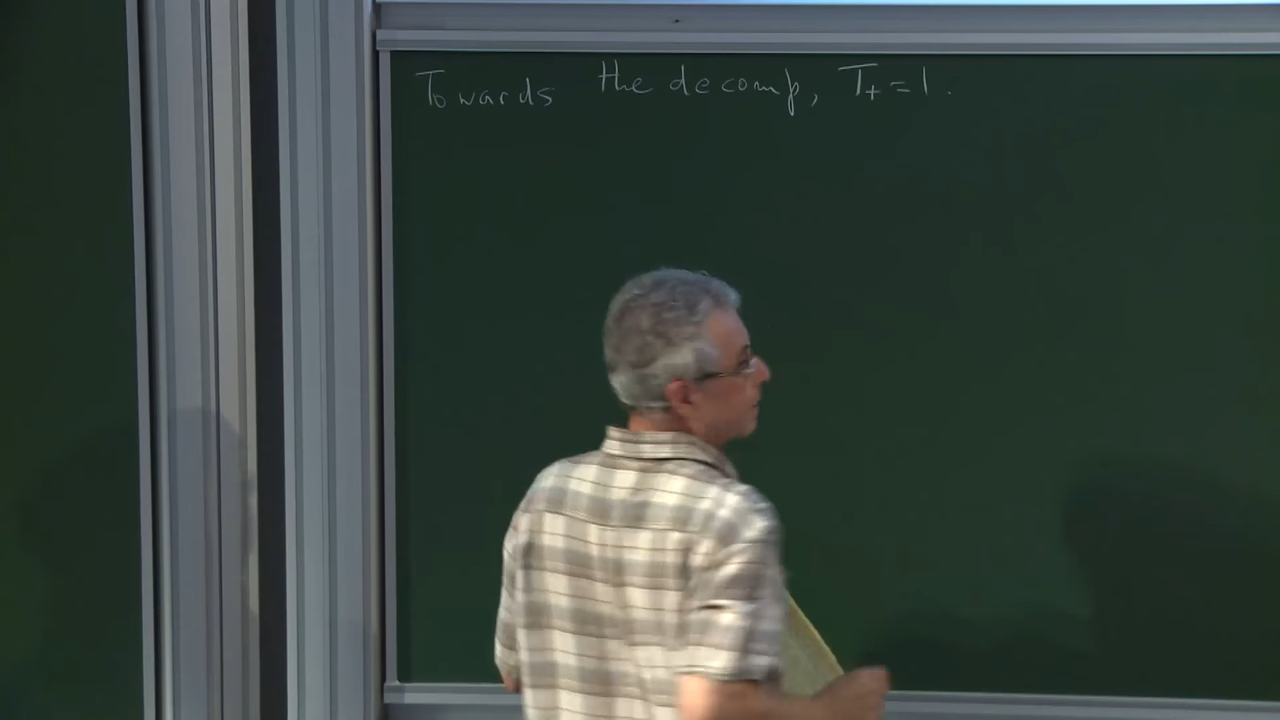 Towards the decomp, T₊ = 1.